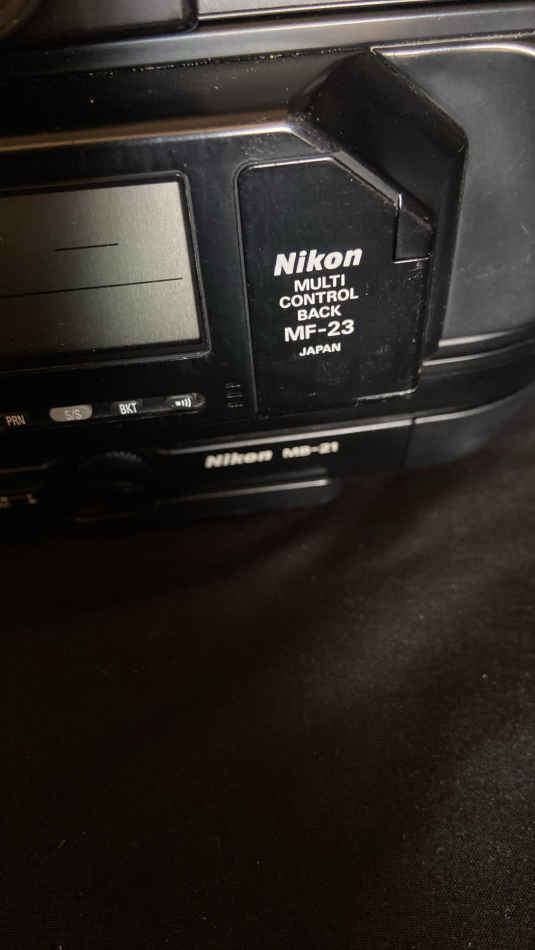 Nikon
MULTI
CONTROL
BACK
MF-23
JAPAN
PRN S/S BKT
Nikon MB-21